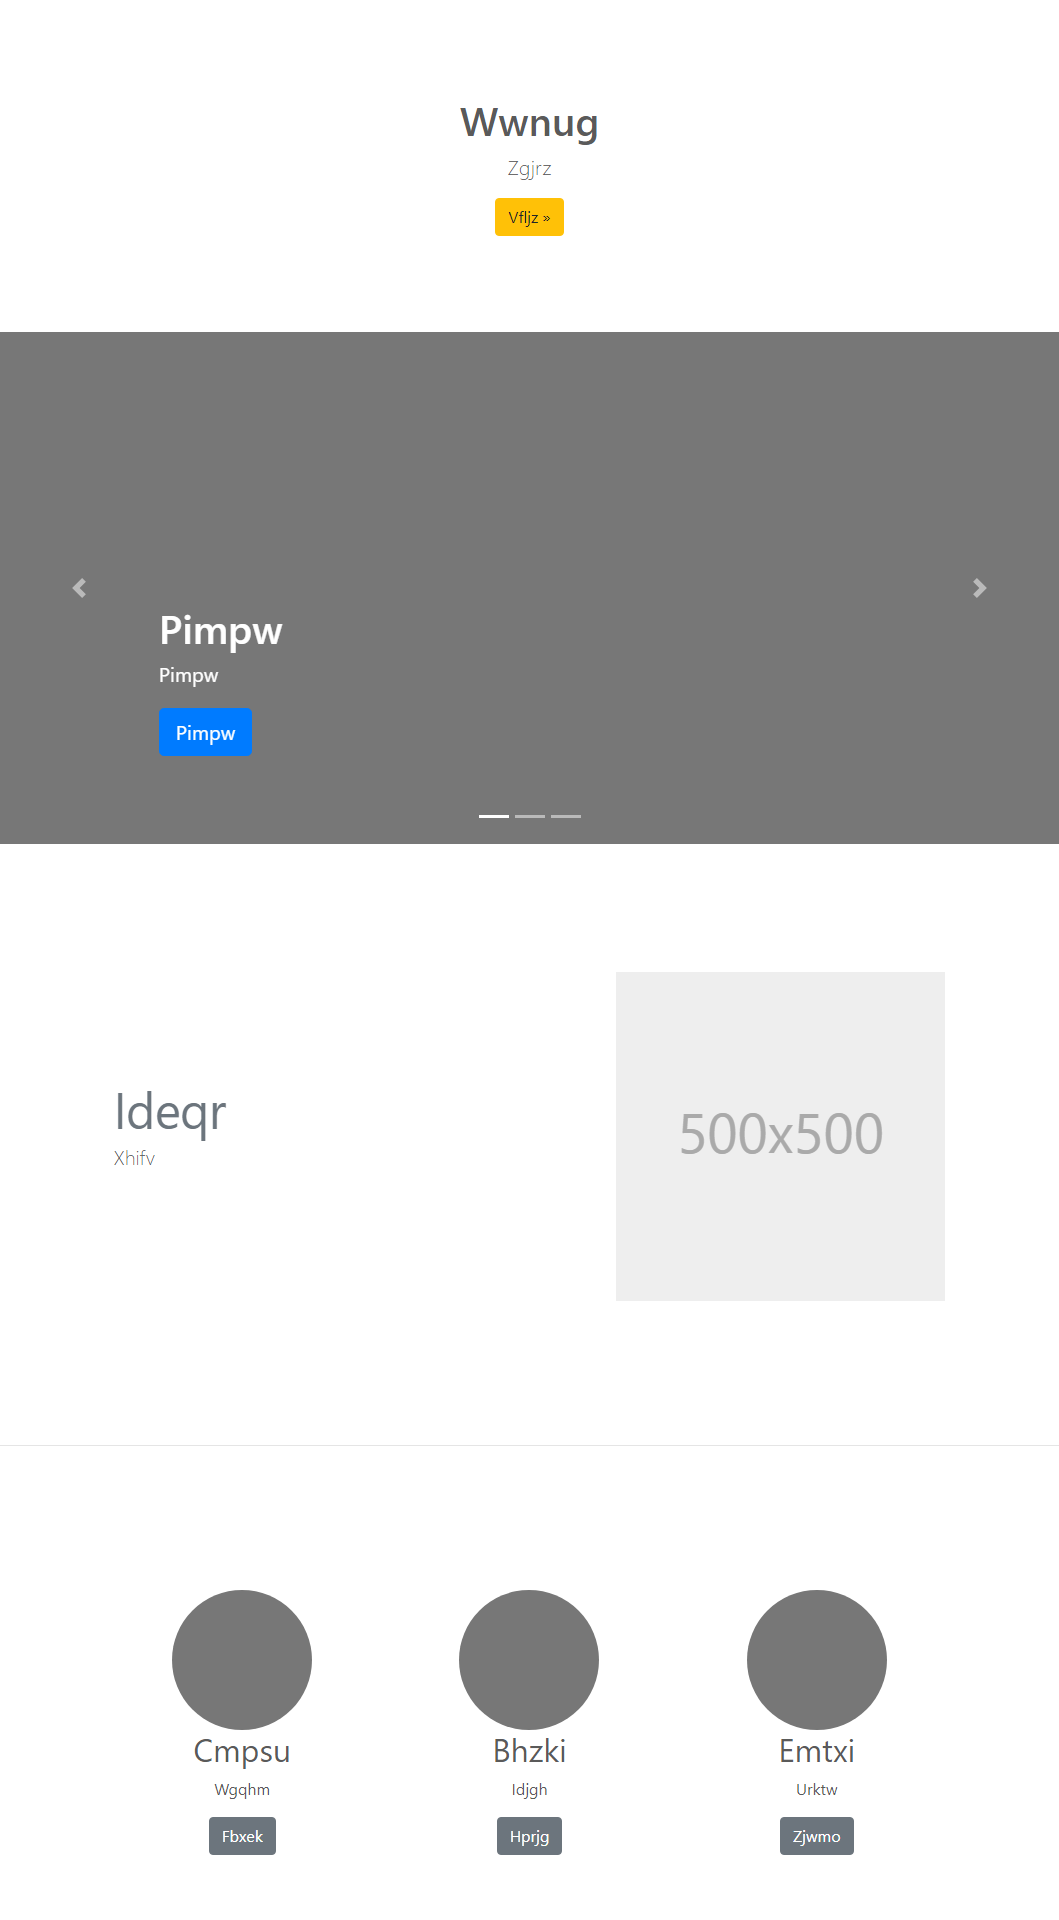 Wwnug
Zgjrz
Vfljz »
Pimpw
Pimpw
Pimpw
Ideqr
Xhifv
500x500
Cmpsu
Wgqhm
Fbxek
Bhzki
Idjgh
Hprjg
Emtxi
Urktw
Zjwmo